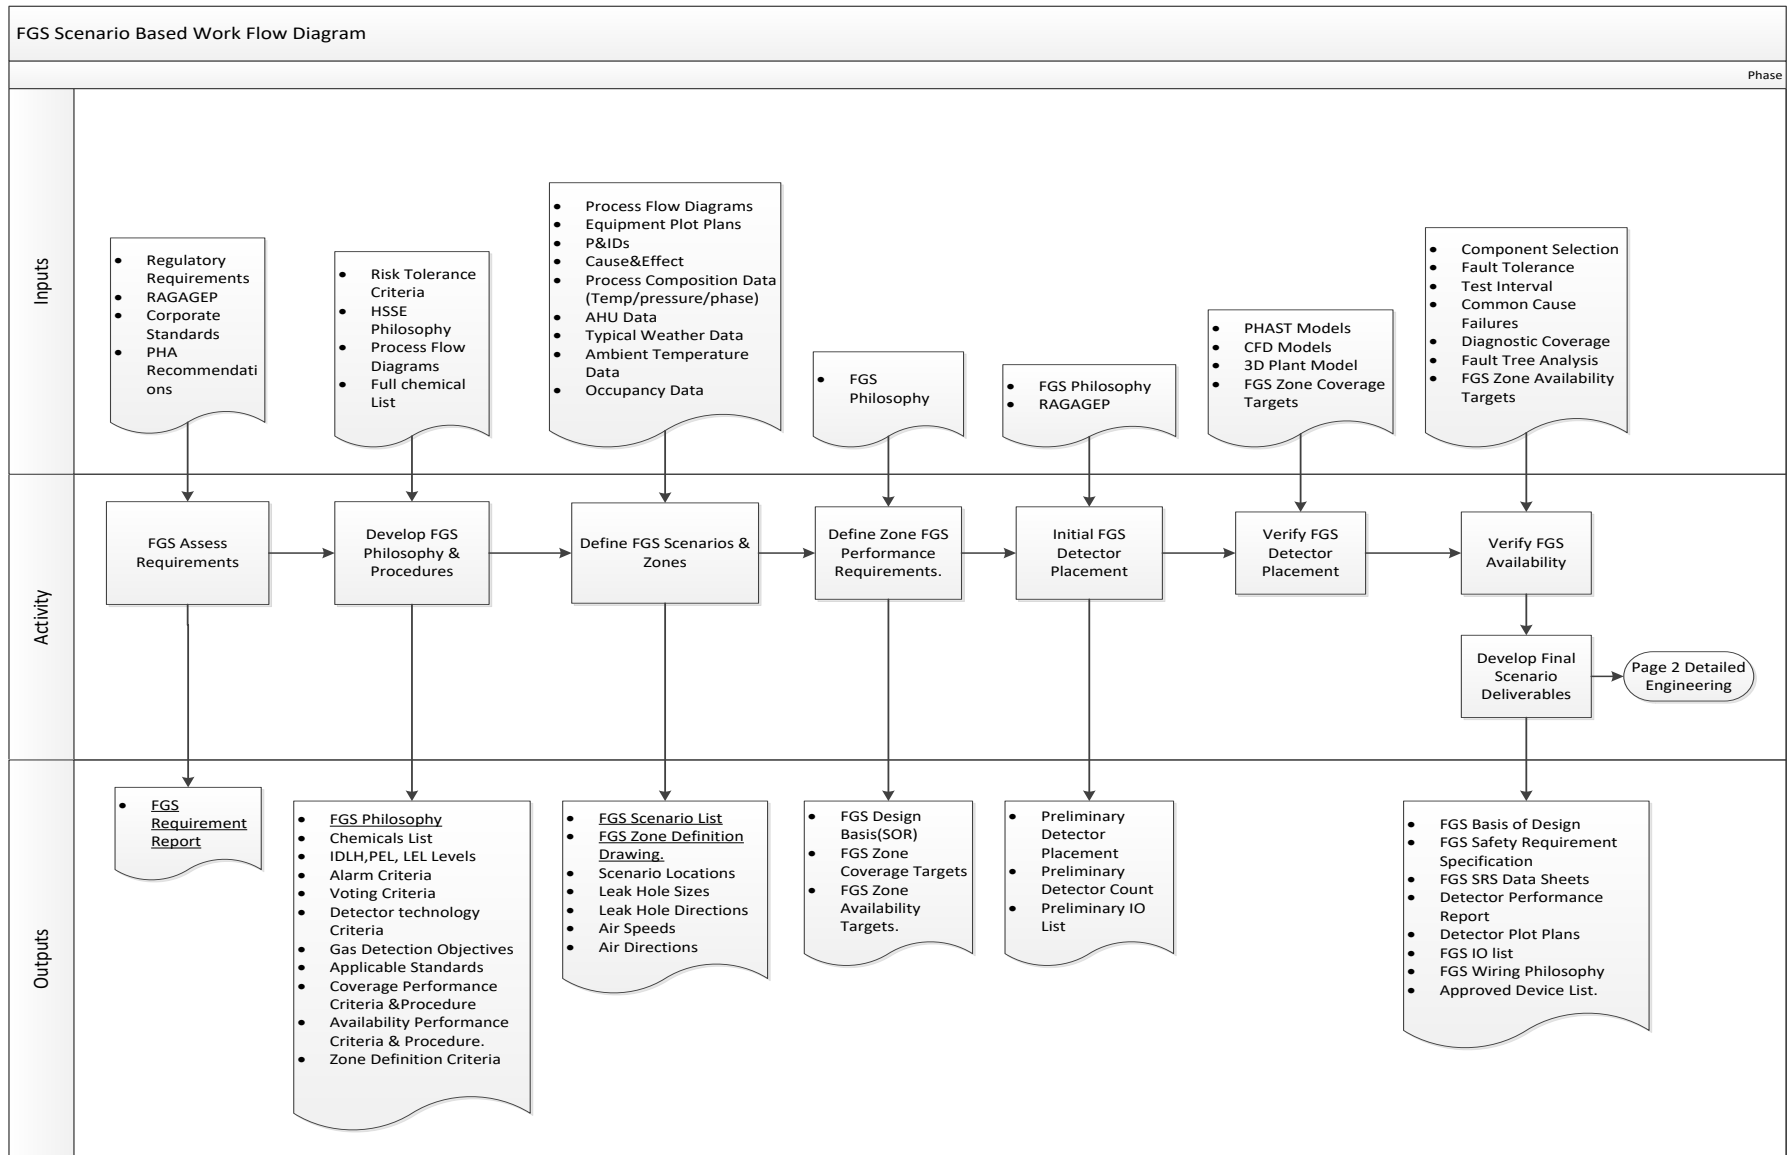 FGS Scenario Based Work Flow Diagram
Phase
Inputs
• Regulatory
Requirements
• RAGAGEP
• Corporate
Standards
• PHA
Recommendati
ons
• Risk Tolerance
Criteria
• HSSE
Philosophy
• Process Flow
Diagrams
• Full chemical
List
• Process Flow Diagrams
• Equipment Plot Plans
• P&IDs
• Cause&Effect
• Process Composition Data
(Temp/pressure/phase)
• AHU Data
• Typical Weather Data
• Ambient Temperature
Data
• Occupancy Data
• FGS
Philosophy
• FGS Philosophy
• RAGAGEP
• PHAST Models
• CFD Models
• 3D Plant Model
• FGS Zone Coverage
Targets
• Component Selection
• Fault Tolerance
• Test Interval
• Common Cause
Failures
• Diagnostic Coverage
• Fault Tree Analysis
• FGS Zone Availability
Targets
Activity
FGS Assess
Requirements
Develop FGS
Philosophy &
Procedures
Define FGS Scenarios &
Zones
Define Zone FGS
Performance
Requirements.
Initial FGS
Detector
Placement
Verify FGS
Detector
Placement
Verify FGS
Availability
Develop Final
Scenario
Deliverables
Page 2 Detailed
Engineering
Outputs
• FGS
Requirement
Report
• FGS Philosophy
• Chemicals List
• IDLH,PEL, LEL Levels
• Alarm Criteria
• Voting Criteria
• Detector technology
Criteria
• Gas Detection Objectives
• Applicable Standards
• Coverage Performance
Criteria &Procedure
• Availability Performance
Criteria & Procedure.
• Zone Definition Criteria
• FGS Scenario List
• FGS Zone Definition
Drawing.
• Scenario Locations
• Leak Hole Sizes
• Leak Hole Directions
• Air Speeds
• Air Directions
• FGS Design
Basis(SOR)
• FGS Zone
Coverage Targets
• FGS Zone
Availability
Targets.
• Preliminary
Detector
Placement
• Preliminary
Detector Count
• Preliminary IO
List
• FGS Basis of Design
• FGS Safety Requirement
Specification
• FGS SRS Data Sheets
• Detector Performance
Report
• Detector Plot Plans
• FGS IO list
• FGS Wiring Philosophy
• Approved Device List.